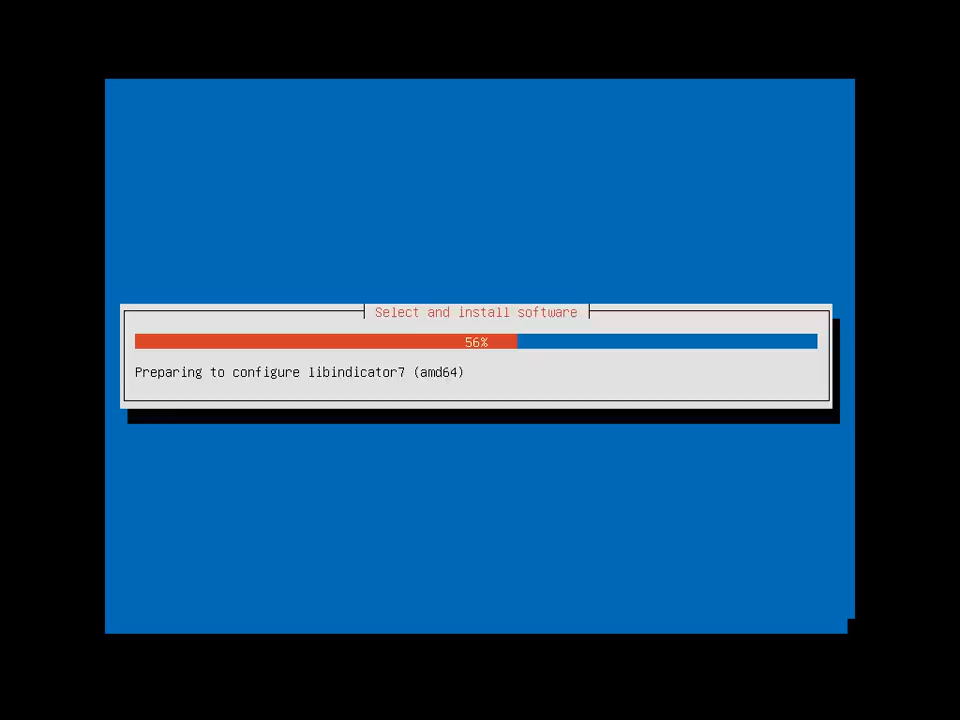 Select and install software
56%
Preparing to configure libindicator7 (amd64)